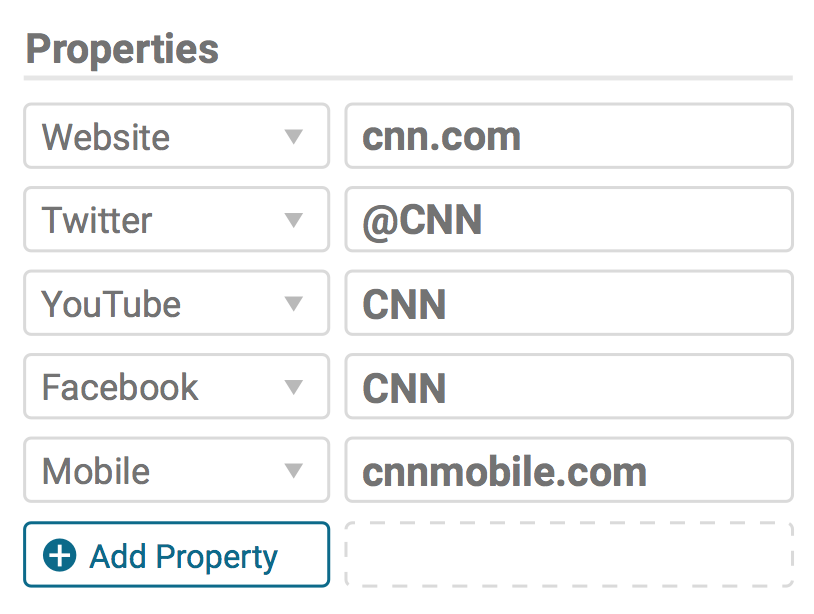 Properties
Website cnn.com
Twitter @CNN
YouTube CNN
Facebook CNN
Mobile cnnmobile.com
Add Property